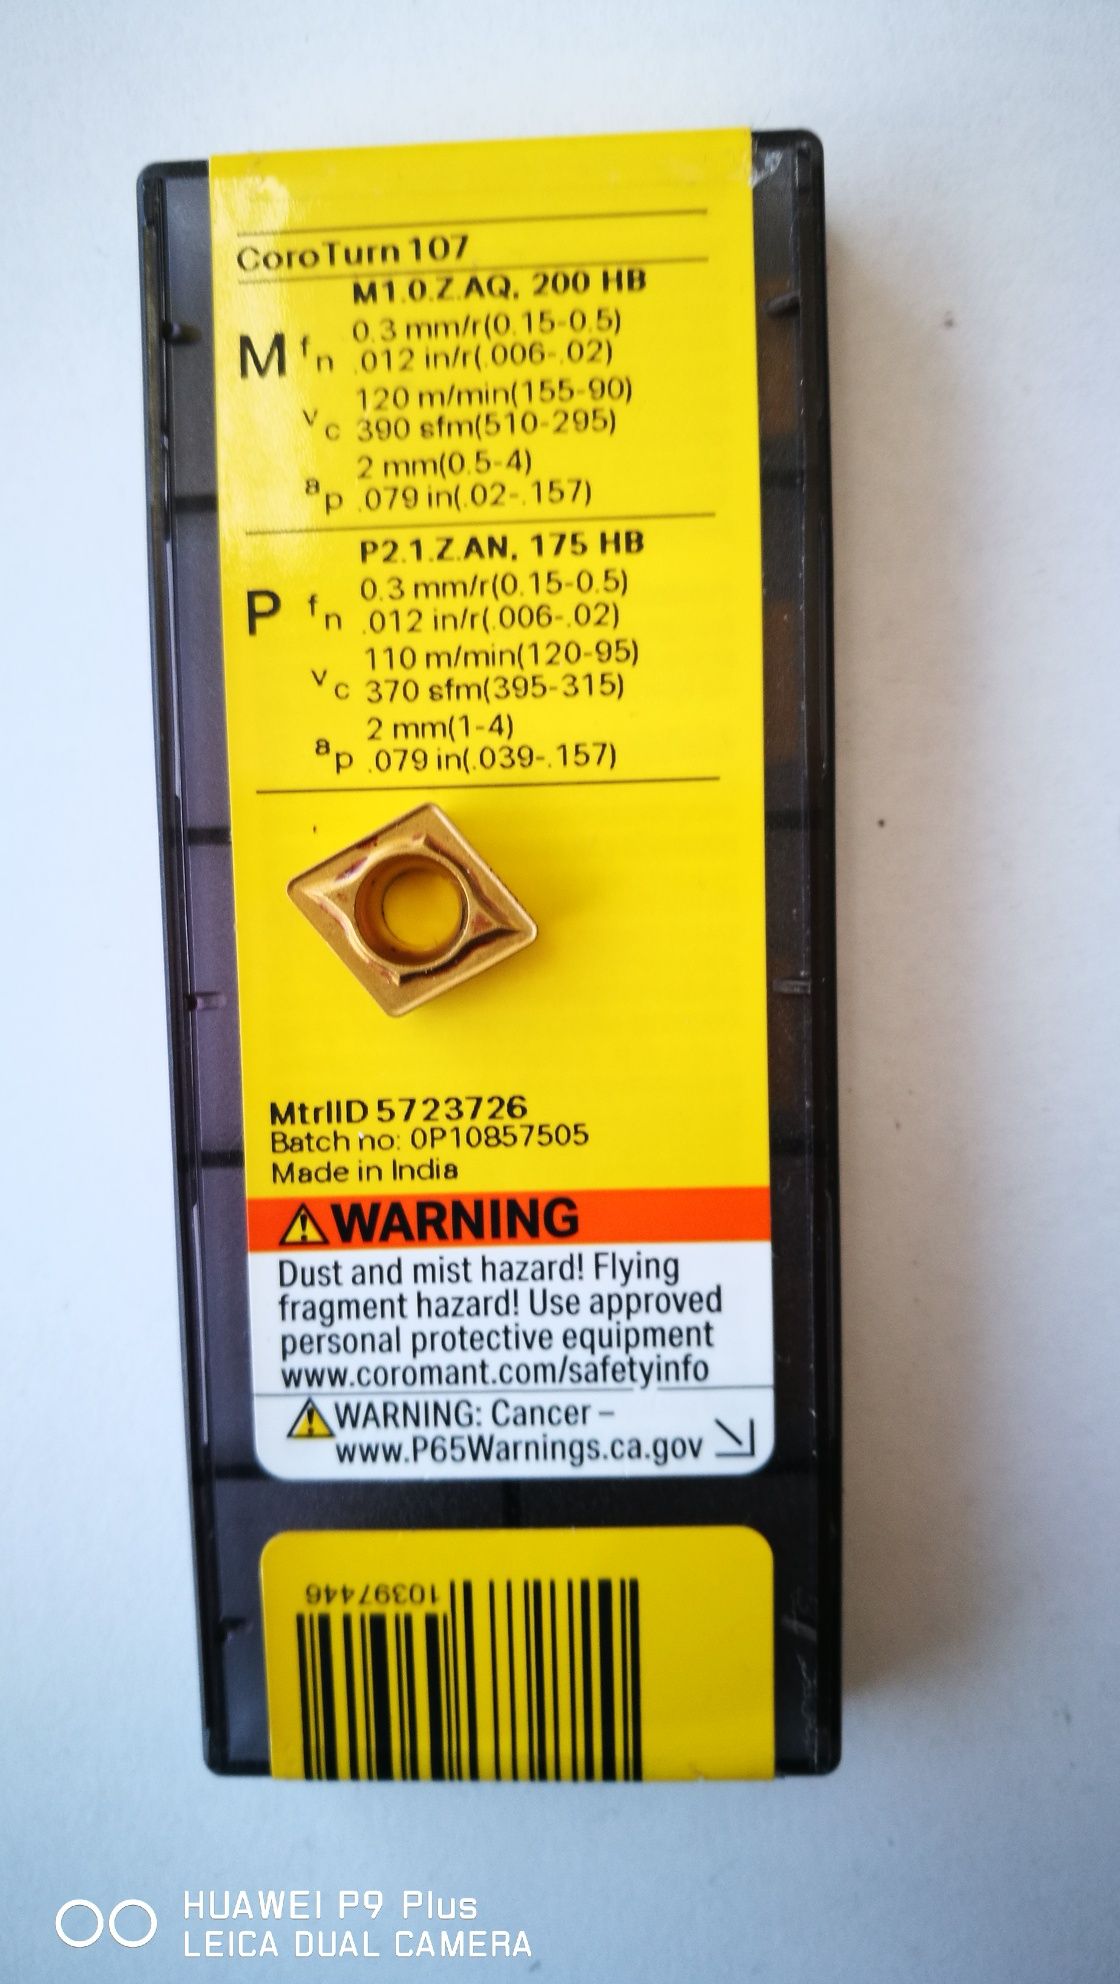 CoroTurn 107
M1.0.Z.AQ, 200 HB
M fn 0.3 mm/r(0.15-0.5)
.012 in/r(.006-.02)
vc 120 m/min(155-90)
390 sfm(510-295)
ap 2 mm(0.5-4)
.079 in(.02-.157)
P2.1.Z.AN, 175 HB
P fn 0.3 mm/r(0.15-0.5)
.012 in/r(.006-.02)
vc 110 m/min(120-95)
370 sfm(395-315)
ap 2 mm(1-4)
.079 in(.039-.157)
MtrlID 5723726
Batch no: 0P10857505
Made in India
WARNING
Dust and mist hazard! Flying
fragment hazard! Use approved
personal protective equipment
www.coromant.com/safetyinfo
WARNING: Cancer –
www.P65Warnings.ca.gov
10397446
HUAWEI P9 Plus
LEICA DUAL CAMERA